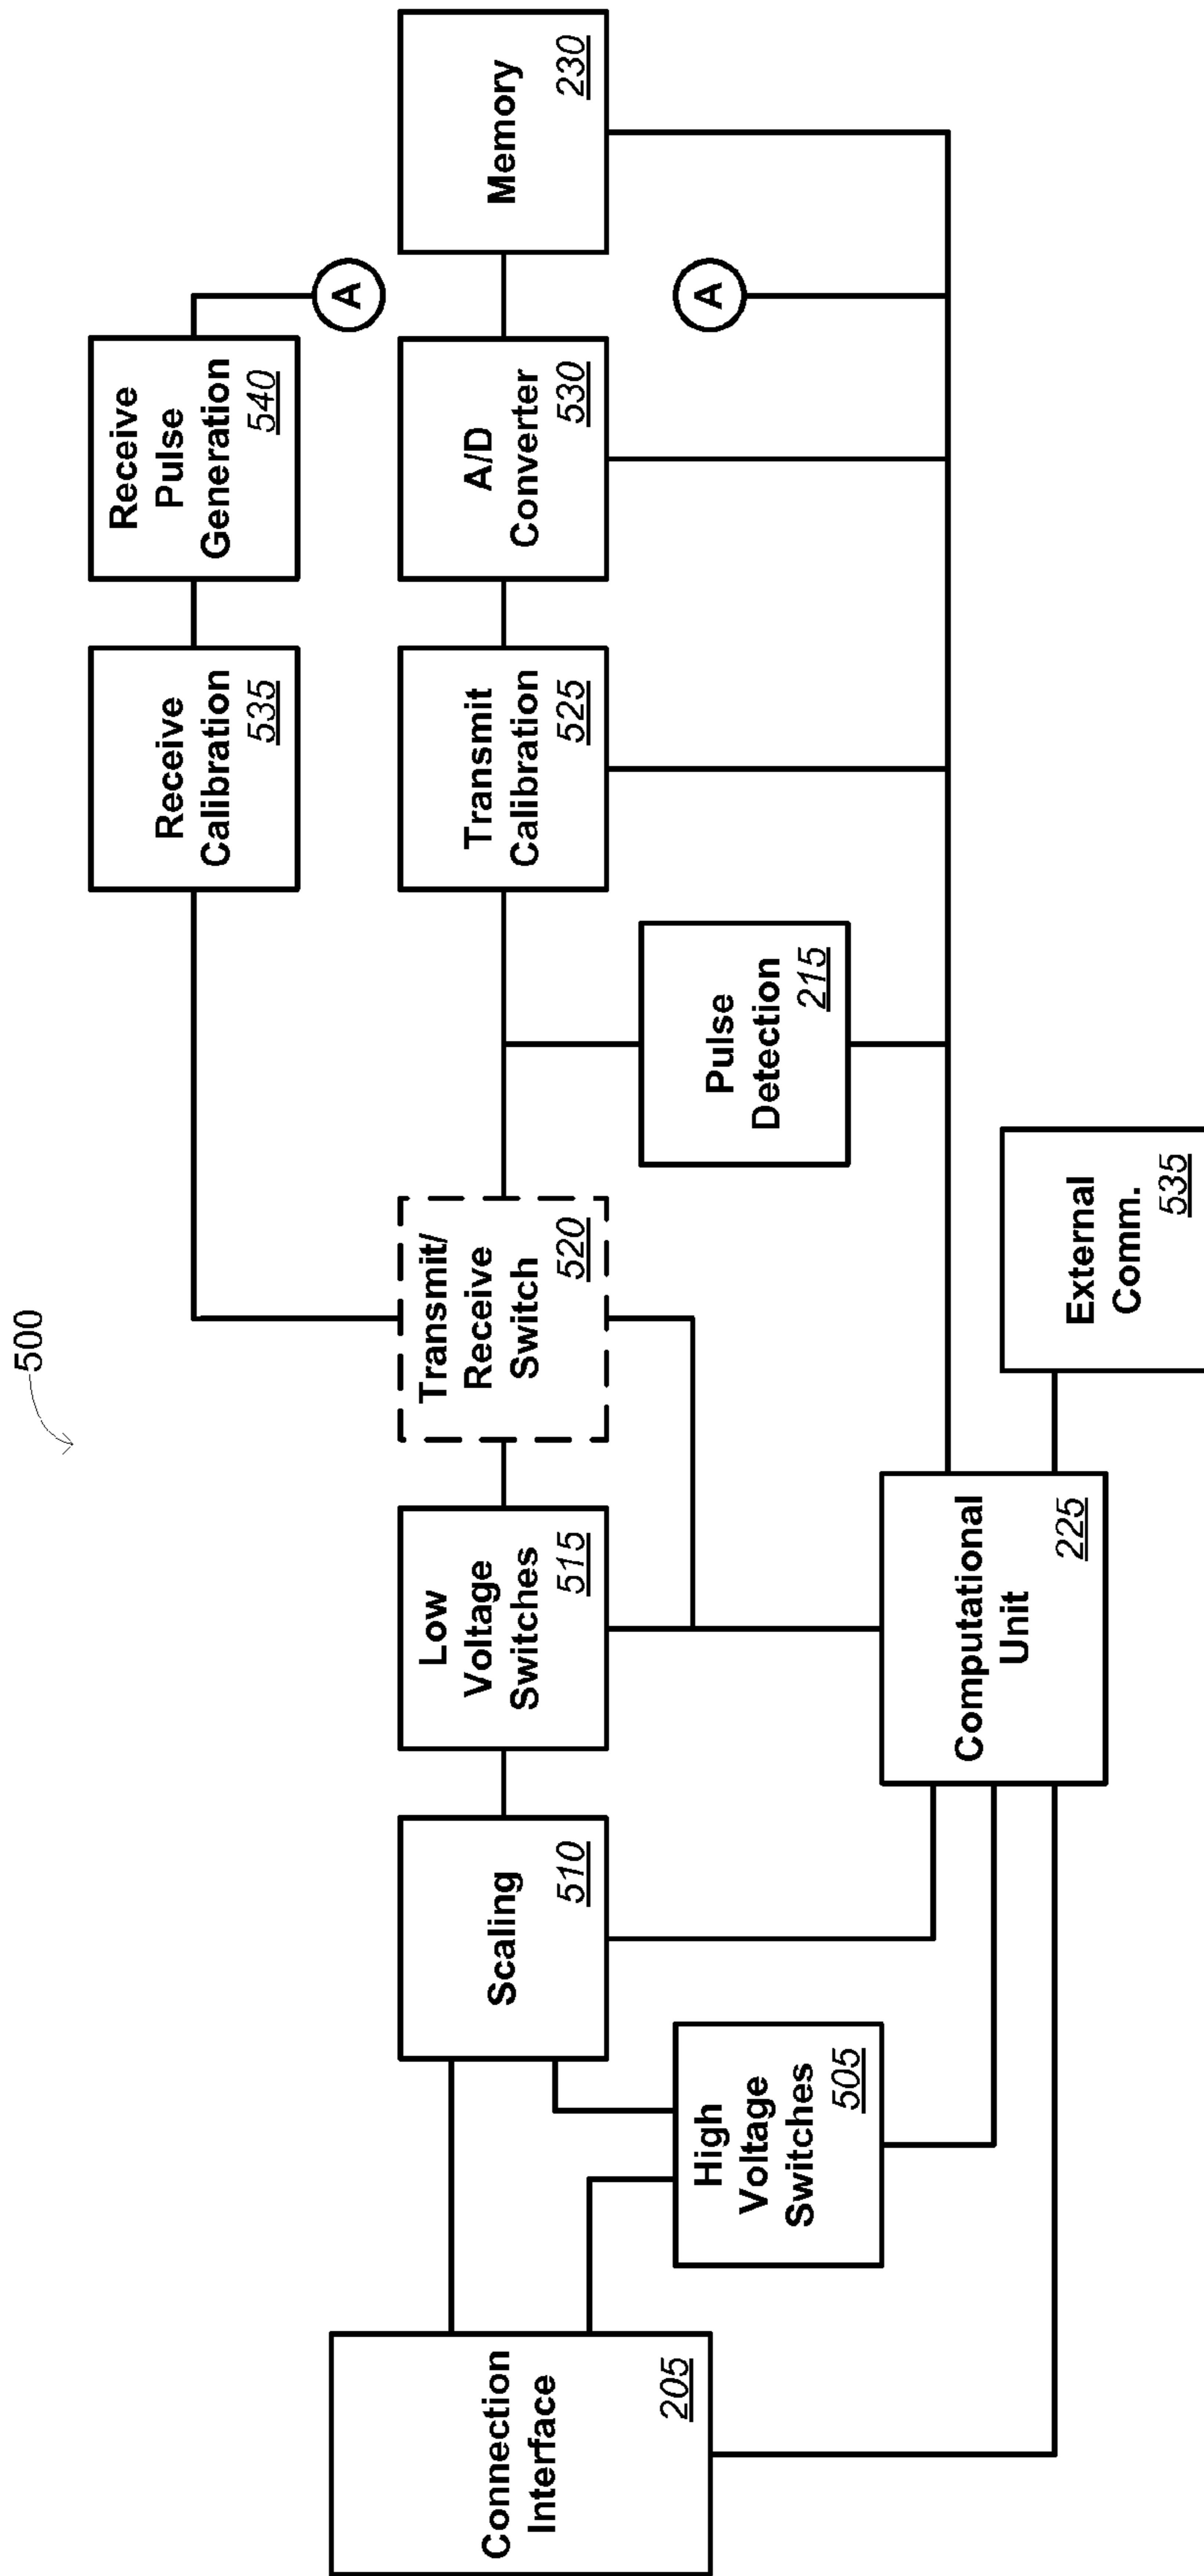 500
Receive
Calibration
535
Receive
Pulse
Generation
540
A
Connection
Interface
205
Scaling
510
Low
Voltage
Switches
515
Transmit/
Receive
Switch
520
Transmit
Calibration
525
A/D
Converter
530
Memory
230
High
Voltage
Switches
505
Pulse
Detection
215
A
Computational
Unit
225
External
Comm.
535